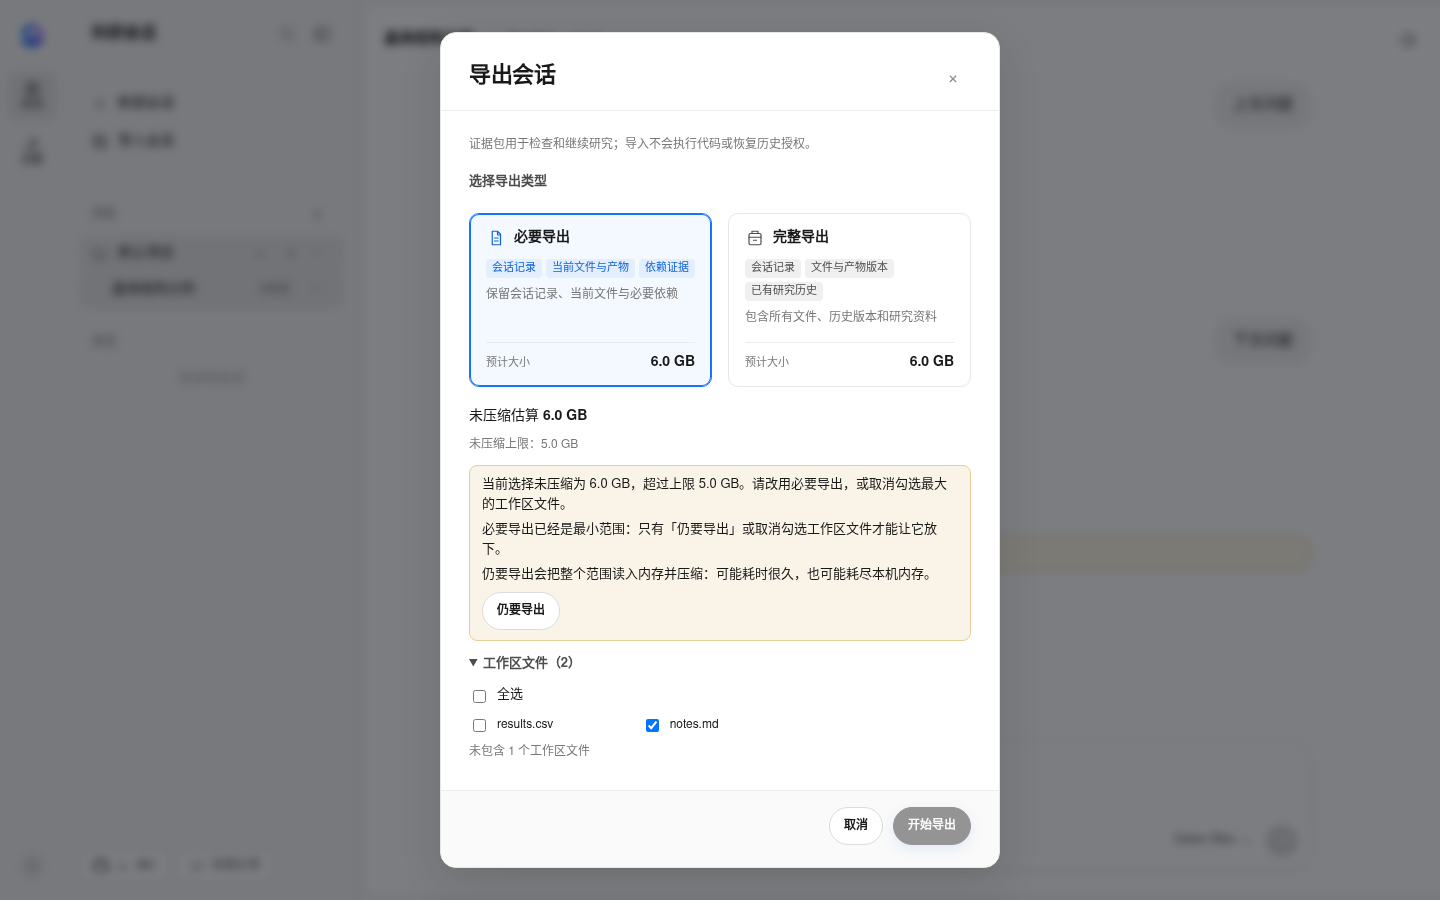 导出会话
×
证据包用于检查和继续研究；导入不会执行代码或恢复历史授权。
选择导出类型
必要导出
会话记录 当前文件与产物 依赖证据
保留会话记录、当前文件与必要依赖
预计大小 6.0 GB
完整导出
会话记录 文件与产物版本
已有研究历史
包含所有文件、历史版本和研究资料
预计大小 6.0 GB
未压缩估算 6.0 GB
未压缩上限：5.0 GB
当前选择未压缩为 6.0 GB，超过上限 5.0 GB。请改用必要导出，或取消勾选最大
的工作区文件。
必要导出已经是最小范围：只有「仍要导出」或取消勾选工作区文件才能让它放
下。
仍要导出会把整个范围读入内存并压缩：可能耗时很久，也可能耗尽本机内存。
仍要导出
▼ 工作区文件（2）
全选
results.csv notes.md
未包含 1 个工作区文件
取消 开始导出